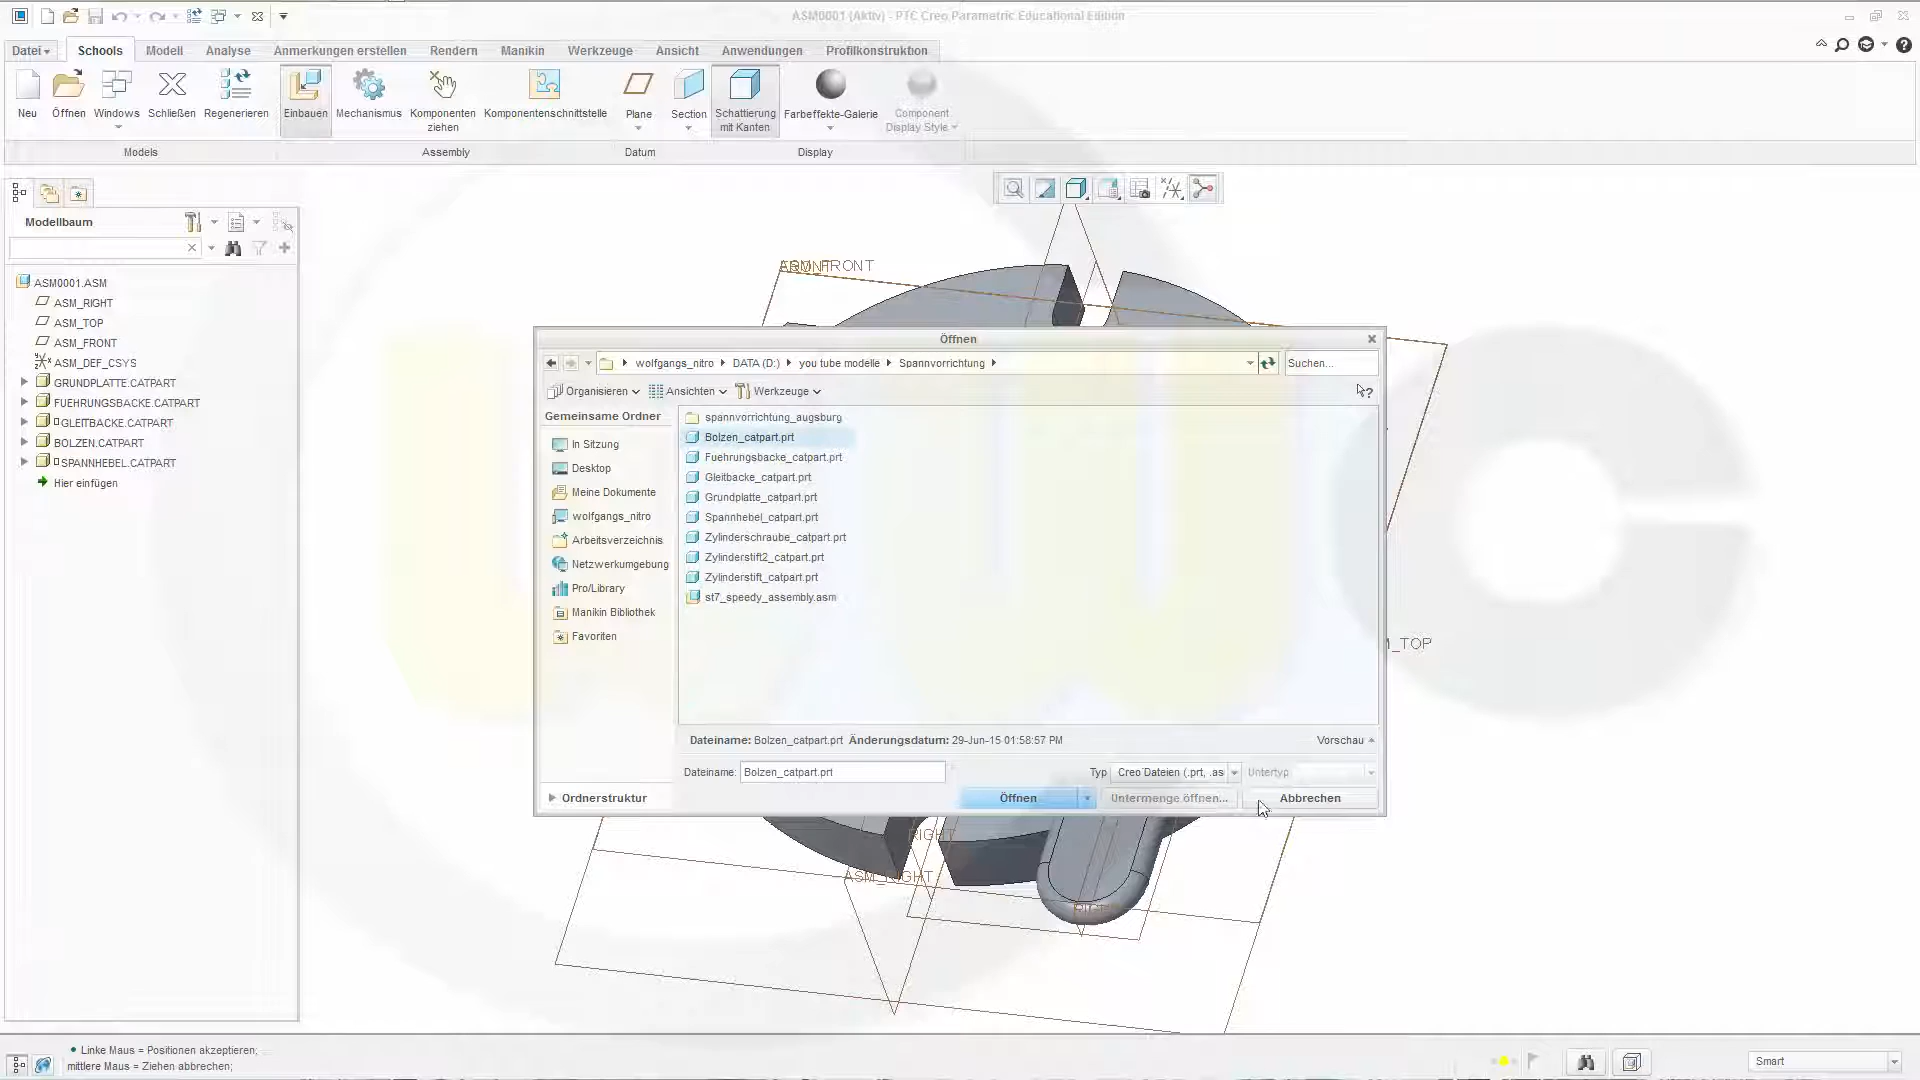 ASM0001 (Aktiv) - PTC Creo Parametric Educational Edition
Datei Schools Modell Analyse Anmerkungen erstellen Rendern Manikin Werkzeuge Ansicht Anwendungen Profilkonstruktion
Neu Öffnen Windows Schließen Regenerieren Einbauen Mechanismus Komponenten ziehen Komponentenschnittstelle Plane Section Schattierung mit Kanten Farbeffekte-Galerie Component Display Style
Models Assembly Datum Display
Modellbaum
ASM0001.ASM
ASM_RIGHT
ASM_TOP
ASM_FRONT
ASM_DEF_CSYS
GRUNDPLATTE.CATPART
FUEHRUNGSBACKE.CATPART
GLEITBACKE.CATPART
BOLZEN.CATPART
SPANNHEBEL.CATPART
Hier einfügen
FRONT
Öffnen
wolfgangs_nitro DATA (D:) you tube modelle Spannvorrichtung
Suchen...
Organisieren Ansichten Werkzeuge
Gemeinsame Ordner
In Sitzung
Desktop
Meine Dokumente
wolfgangs_nitro
Arbeitsverzeichnis
Netzwerkumgebung
Pro/Library
Manikin Bibliothek
Favoriten
spannvorrichtung_augsburg
Bolzen_catpart.prt
Fuehrungsbacke_catpart.prt
Gleitbacke_catpart.prt
Grundplatte_catpart.prt
Spannhebel_catpart.prt
Zylinderschraube_catpart.prt
Zylinderstift2_catpart.prt
Zylinderstift_catpart.prt
st7_speedy_assembly.asm
Dateiname: Bolzen_catpart.prt Änderungsdatum: 29-Jun-15 01:58:57 PM
Vorschau
Dateiname: Bolzen_catpart.prt
Typ Creo Dateien (.prt, .as
Untertyp
Ordnerstruktur
Öffnen Untermenge öffnen... Abbrechen
M_TOP
RIGHT
ASM_RIGHT
RIGHT
Linke Maus = Positionen akzeptieren;
mittlere Maus = Ziehen abbrechen;
Smart